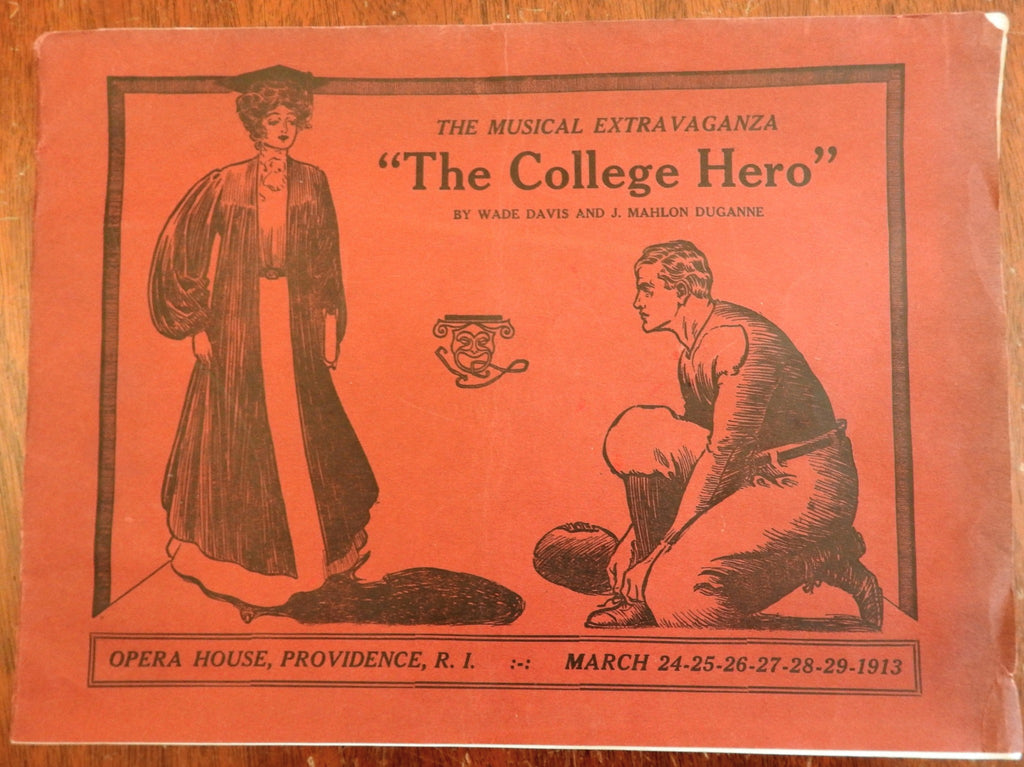 THE MUSICAL EXTRAVAGANZA
“The College Hero”
BY WADE DAVIS AND J. MAHLON DUGANNE
OPERA HOUSE, PROVIDENCE, R. I. :-: MARCH 24-25-26-27-28-29-1913